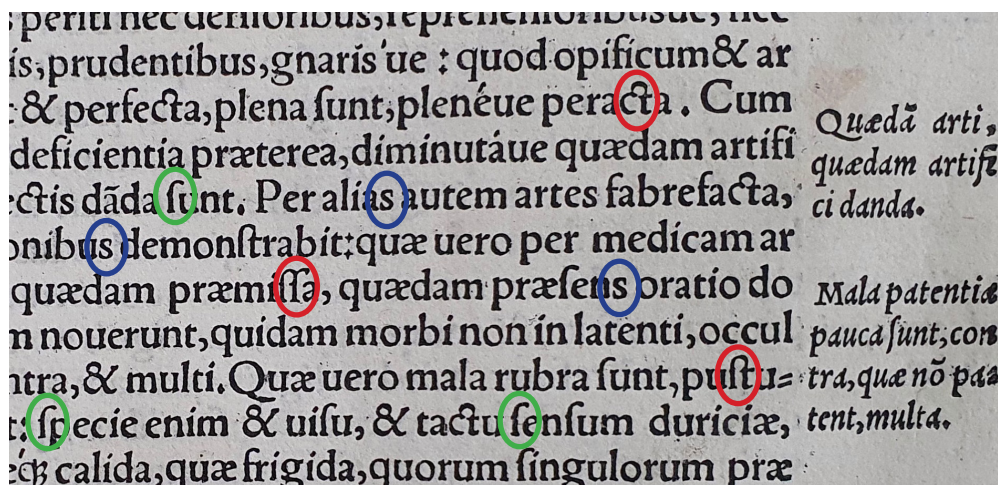 periti nec deſtioribus, reprehenſioribusue, nec
is,prudentibus,gnaris'ue : quod opificum& ar
& perfecta,plena ſunt,plenéue peracta . Cum
deficientia præterea,diminutáue quædam artifi
ectis dãda ſunt. Per alias autem artes fabrefacta,
onibus demonſtrabit:quæ uero per medicam ar
quædam præmiſſa, quædam præſens oratio do
m nouerunt,quidam morbi non in latenti,occul
ntra,& multi.Quæ uero mala rubra ſunt,puſtu=
: ſpecie enim & uiſu, & tactu ſenſum duriciæ,
calida,quæ frigida,quorum ſingulorum præ
Quædã arti,
quædam artifi
ci danda.
Mala patentia
pauca ſunt;con
tra,quæ nõ pa
tent,multa.